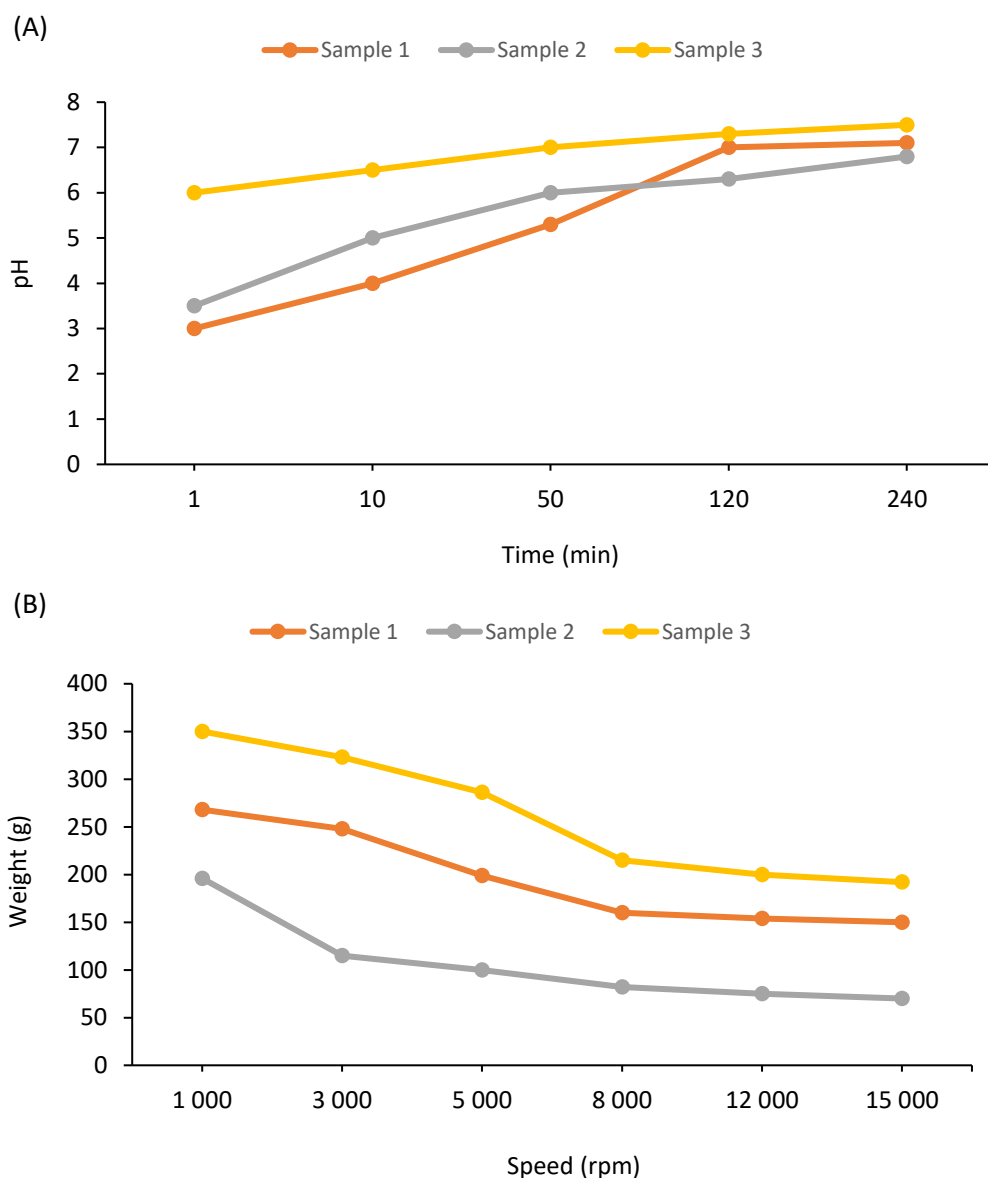 (A)
Sample 1 Sample 2 Sample 3
8
7
6
5
4
3
2
1
0
pH
1 10 50 120 240
Time (min)
(B)
Sample 1 Sample 2 Sample 3
400
350
300
250
200
150
100
50
0
Weight (g)
1 000 3 000 5 000 8 000 12 000 15 000
Speed (rpm)